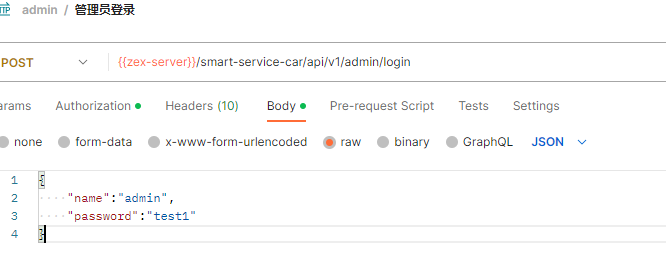 HTTP admin / 管理员登录
POST {{zex-server}}/smart-service-car/api/v1/admin/login
arams Authorization Headers (10) Body Pre-request Script Tests Settings
none form-data x-www-form-urlencoded raw binary GraphQL JSON
1 {
2 "name":"admin",
3 "password":"test1"
4 }